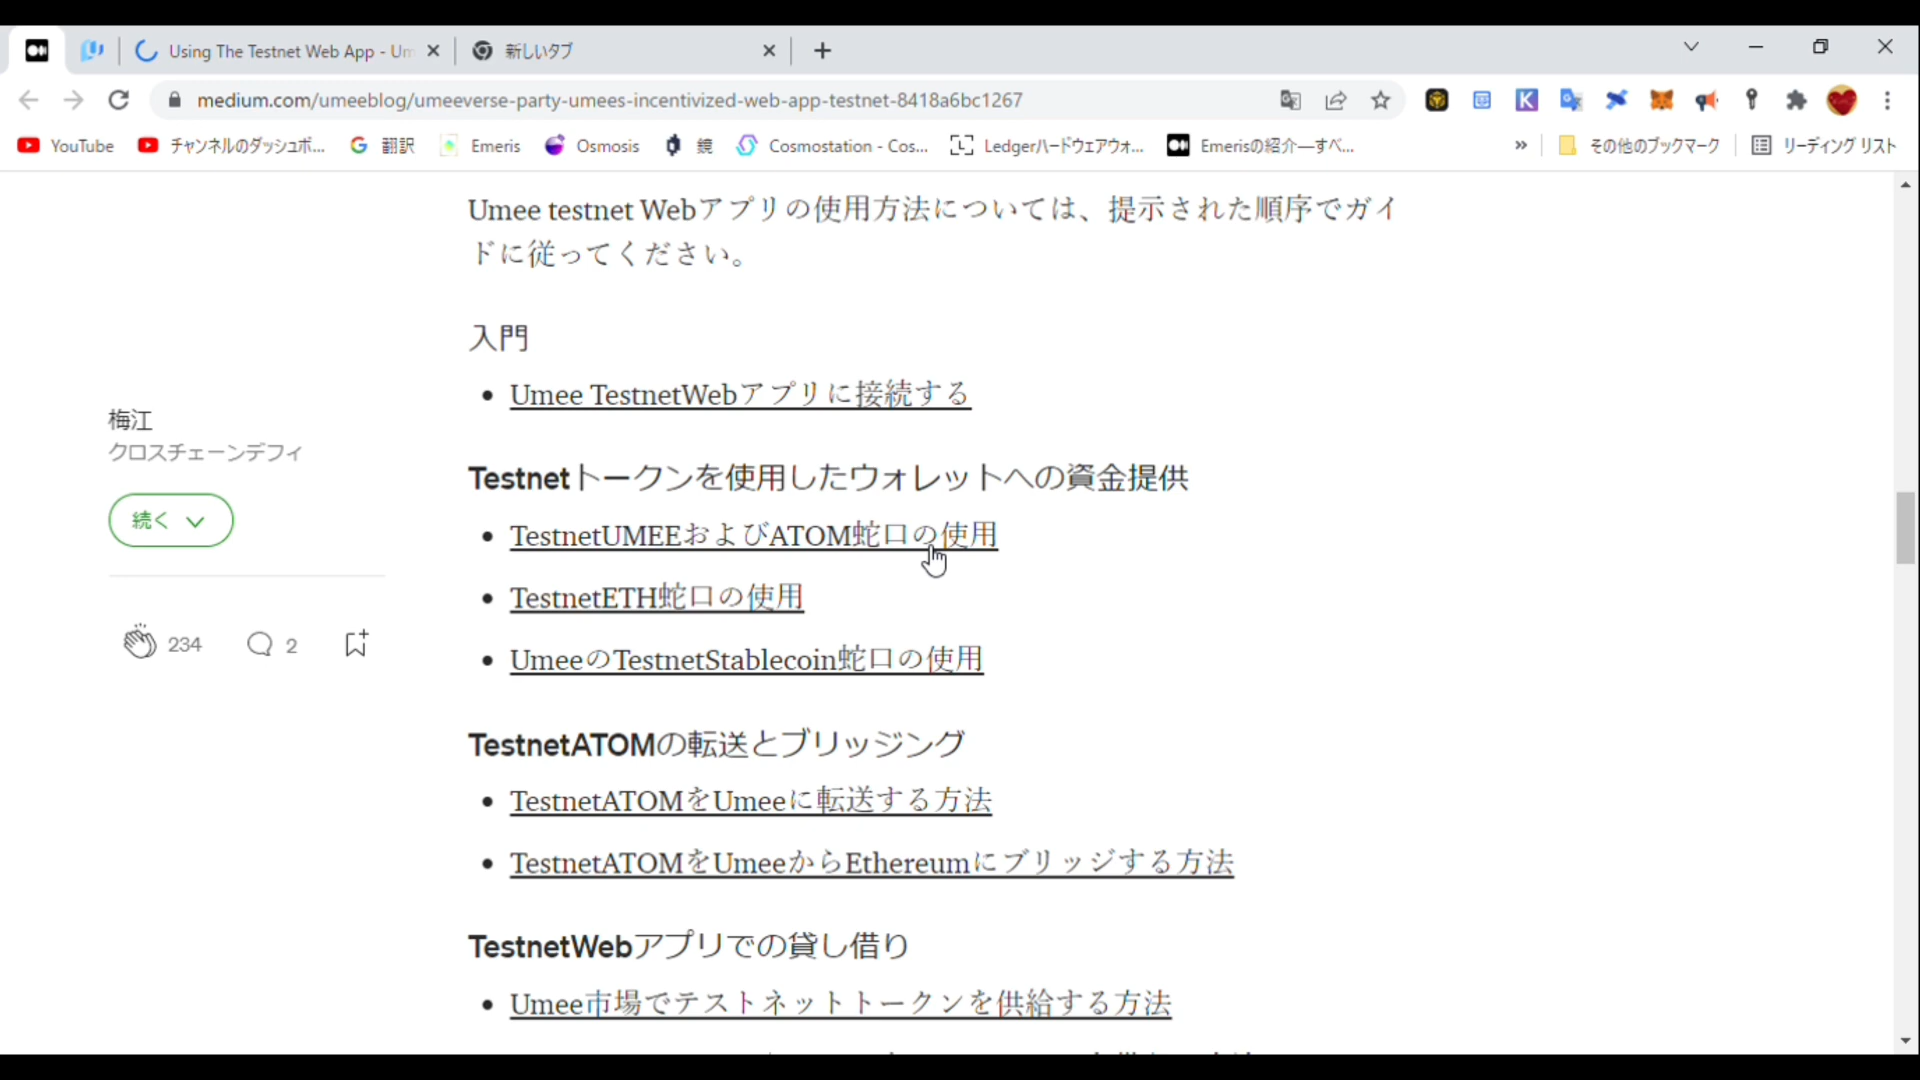 Using The Testnet Web App - Um
新しいタブ
medium.com/umeeblog/umeeverse-party-umees-incentivized-web-app-testnet-8418a6bc1267
YouTube
チャンネルのダッシュボ...
翻訳
Emeris
Osmosis
鏡
Cosmostation - Cos...
Ledgerハードウェアウォ...
Emerisの紹介—すべ...
»
その他のブックマーク
リーディング リスト
Umee testnet Webアプリの使用方法については、提示された順序でガイ
ドに従ってください。
入門
• Umee TestnetWebアプリに接続する
梅江
クロスチェーンデフィ
続く
234
2
Testnetトークンを使用したウォレットへの資金提供
• TestnetUMEEおよびATOM蛇口の使用
• TestnetETH蛇口の使用
• UmeeのTestnetStablecoin蛇口の使用
TestnetATOMの転送とブリッジング
• TestnetATOMをUmeeに転送する方法
• TestnetATOMをUmeeからEthereumにブリッジする方法
TestnetWebアプリでの貸し借り
• Umee市場でテストネットトークンを供給する方法